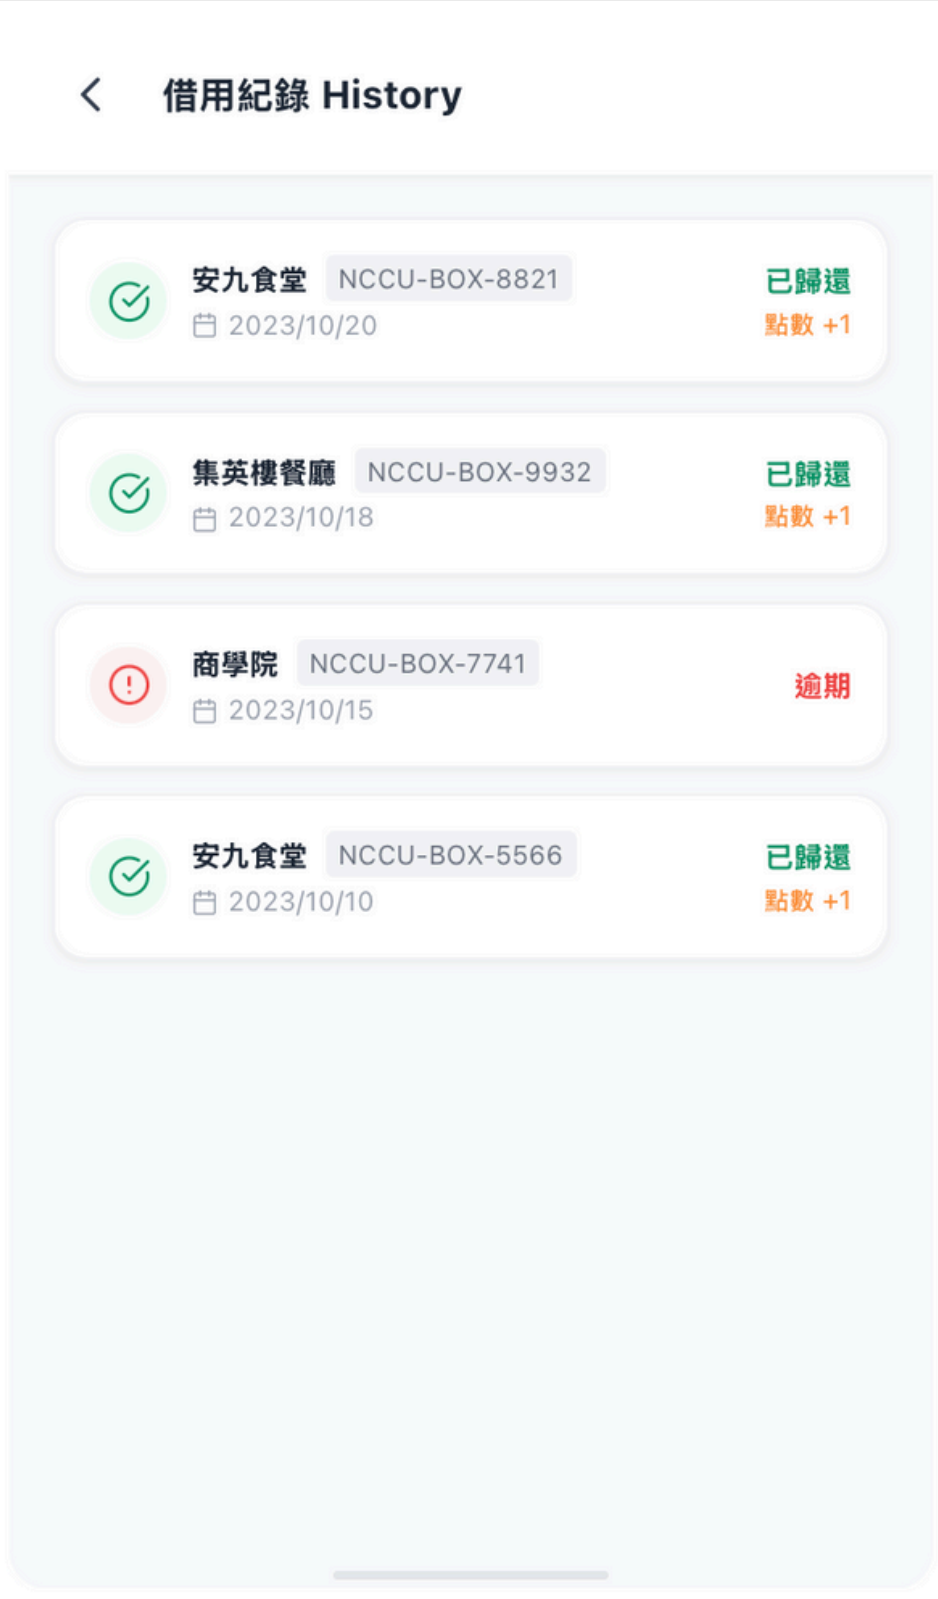 借用紀錄 History
安九食堂 NCCU-BOX-8821
2023/10/20
已歸還
點數 +1
集英樓餐廳 NCCU-BOX-9932
2023/10/18
已歸還
點數 +1
商學院 NCCU-BOX-7741
2023/10/15
逾期
安九食堂 NCCU-BOX-5566
2023/10/10
已歸還
點數 +1